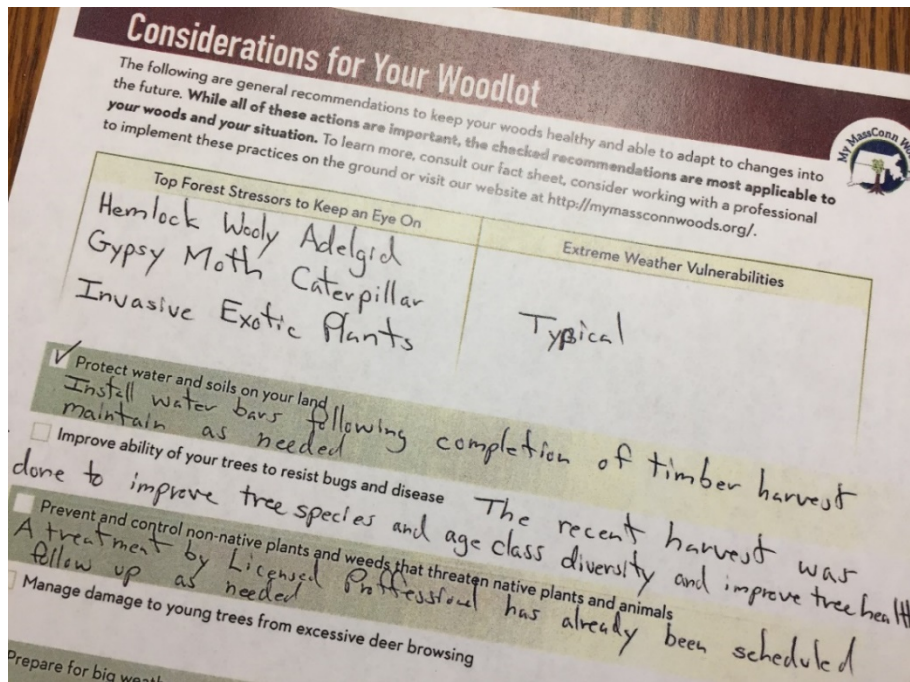 Considerations for Your Woodlot
The following are general recommendations to keep your woods healthy and able to adapt to changes into
the future. While all of these actions are important, the checked recommendations are most applicable to
your woods and your situation. To learn more, consult our fact sheet, consider working with a professional
to implement these practices on the ground or visit our website at http://mymassconnwoods.org/.
My MassConn
Top Forest Stressors to Keep an Eye On
Hemlock Wooly Adelgid
Gypsy Moth Caterpillar
Invasive Exotic Plants
Extreme Weather Vulnerabilities
Typical
Protect water and soils on your land
Install water bars following completion of timber harvest
maintain as needed
Improve ability of your trees to resist bugs and disease
The recent harvest was
done to improve tree species and age class diversity and improve tree healt
Prevent and control non-native plants and weeds that threaten native plants and animals
A treatment by Licensed Proffessional has already been scheduled
follow up as needed
Manage damage to young trees from excessive deer browsing
Prepare for big